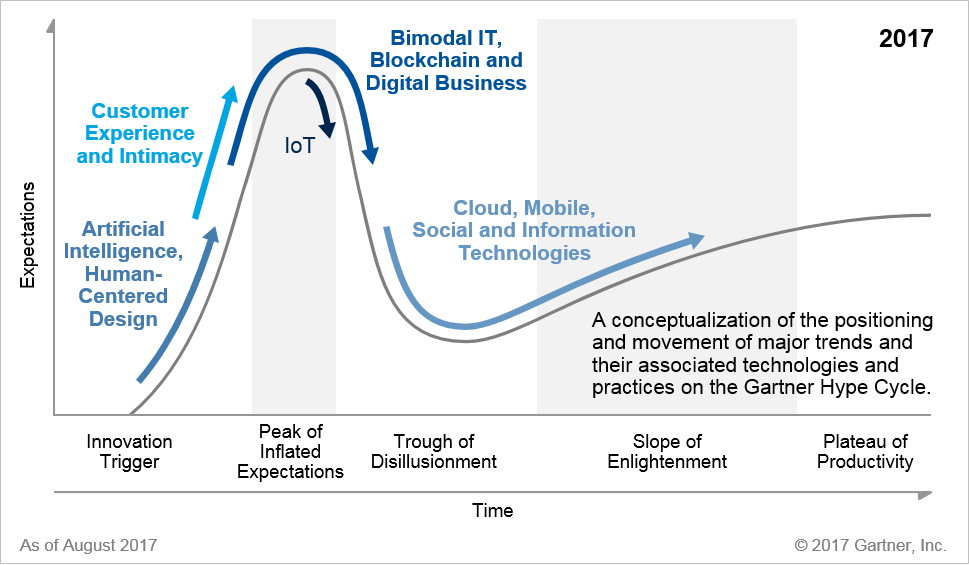 2017
Bimodal IT,
Blockchain and
Digital Business
Customer
Experience
and Intimacy
IoT
Artificial
Intelligence,
Human-
Centered
Design
Cloud, Mobile,
Social and Information
Technologies
A conceptualization of the positioning
and movement of major trends and
their associated technologies and
practices on the Gartner Hype Cycle.
Expectations
Innovation
Trigger
Peak of
Inflated
Expectations
Trough of
Disillusionment
Slope of
Enlightenment
Plateau of
Productivity
Time
As of August 2017
© 2017 Gartner, Inc.